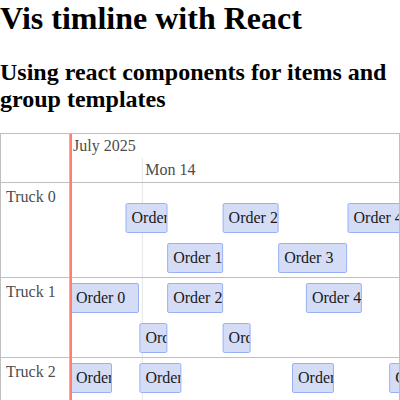 Vis timline with React
Using react components for items and
group templates
July 2025
Mon 14
Truck 0
Order
Order 2
Order 4
Order 1
Order 3
Truck 1
Order 0
Order 2
Order 4
Orc
Orc
Truck 2
Order
Order
Order